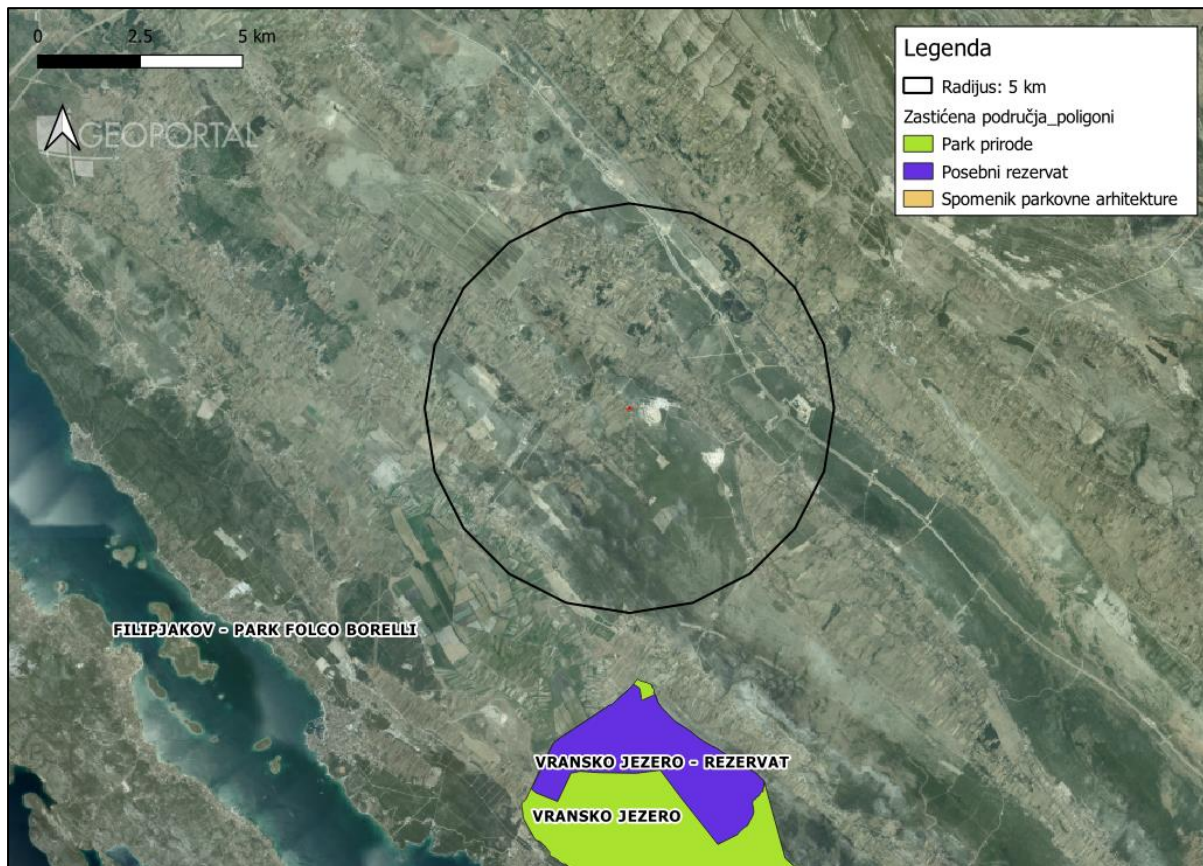 0 2.5 5 km
GEOPORTAL
Legenda
Radijus: 5 km
Zastićena područja_poligoni
Park prirode
Posebni rezervat
Spomenik parkovne arhitekture
FILIPJAKOV - PARK FOLCO BORELLI
VRANSKO JEZERO - REZERVAT
VRANSKO JEZERO